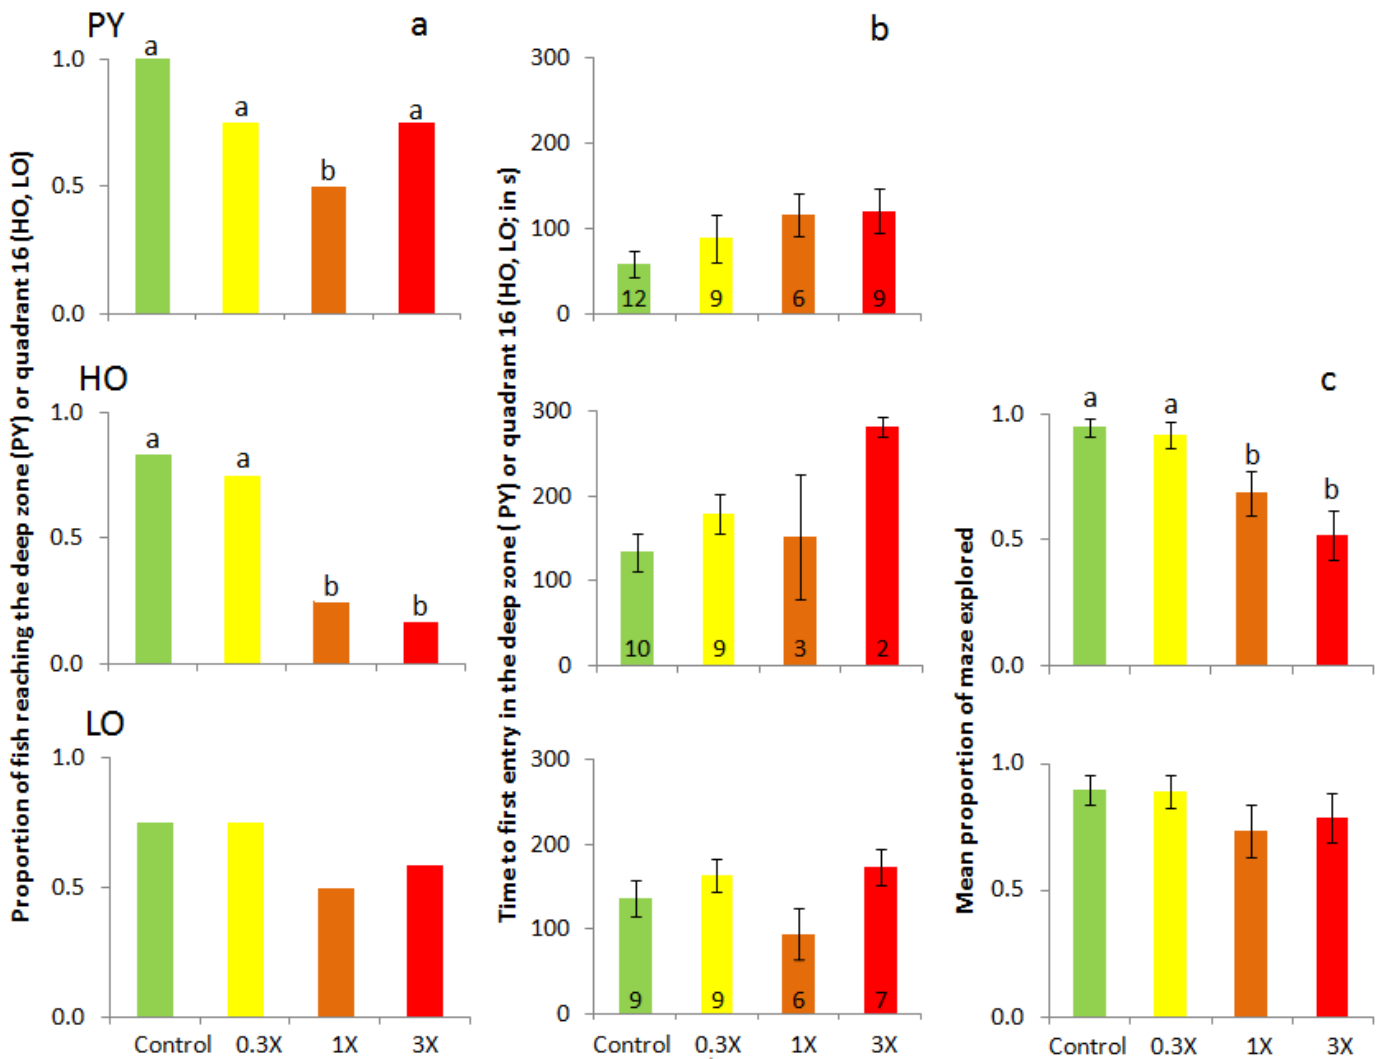 PY
a
b
Proportion of fish reaching the deep zone (PY) or quadrant 16 (HO, LO)
1.0
0.5
0.0
a
a
b
a
Time to first entry in the deep zone ( PY) or quadrant 16 (HO, LO; in s)
300
200
100
0
12
9
6
9
HO
1.0
0.5
0.0
a
a
b
b
300
200
100
0
10
9
3
2
c
Mean proportion of maze explored
1.0
0.5
0.0
a
a
b
b
LO
1.0
0.5
0.0
Control 0.3X 1X 3X
300
200
100
0
9
9
6
7
Control 0.3X 1X 3X
1.0
0.5
0.0
Control 0.3X 1X 3X